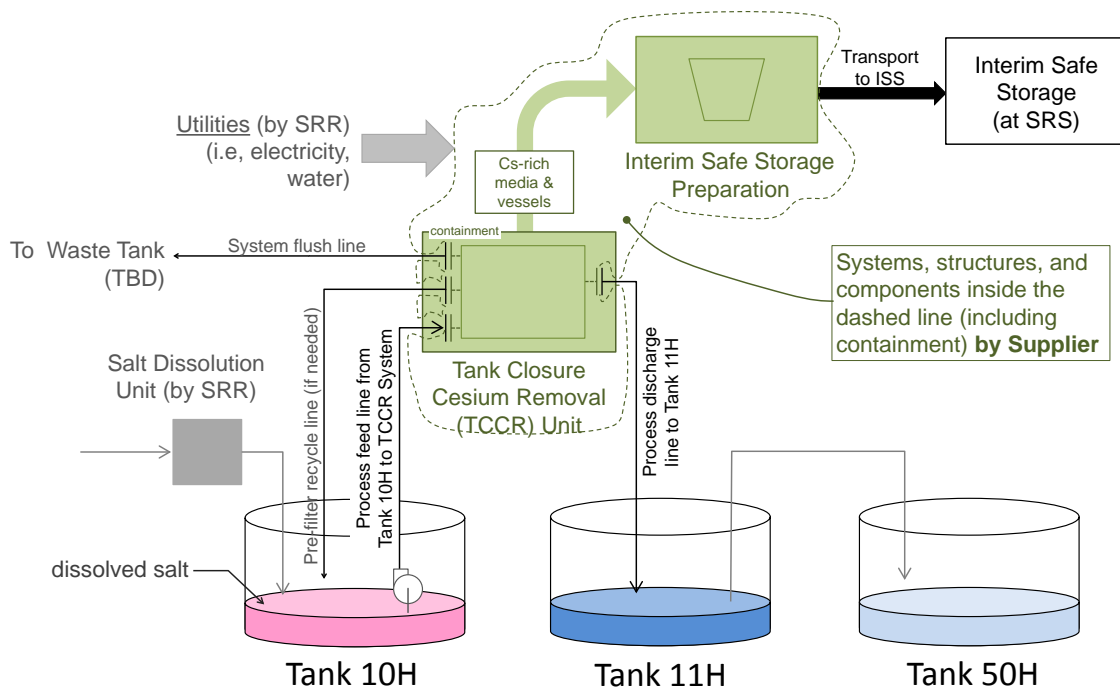 Transport
to ISS
Interim Safe
Storage
(at SRS)
Utilities (by SRR)
(i.e, electricity,
water)
Cs-rich
media &
vessels
Interim Safe Storage
Preparation
containment
System flush line
To Waste Tank
(TBD)
Systems, structures, and
components inside the
dashed line (including
containment) by Supplier
Salt Dissolution
Unit (by SRR)
Pre-filter recycle line (if needed)
Process feed line from
Tank 10H to TCCR System
Tank Closure
Cesium Removal
(TCCR) Unit
Process discharge
line to Tank 11H
dissolved salt
Tank 10H
Tank 11H
Tank 50H